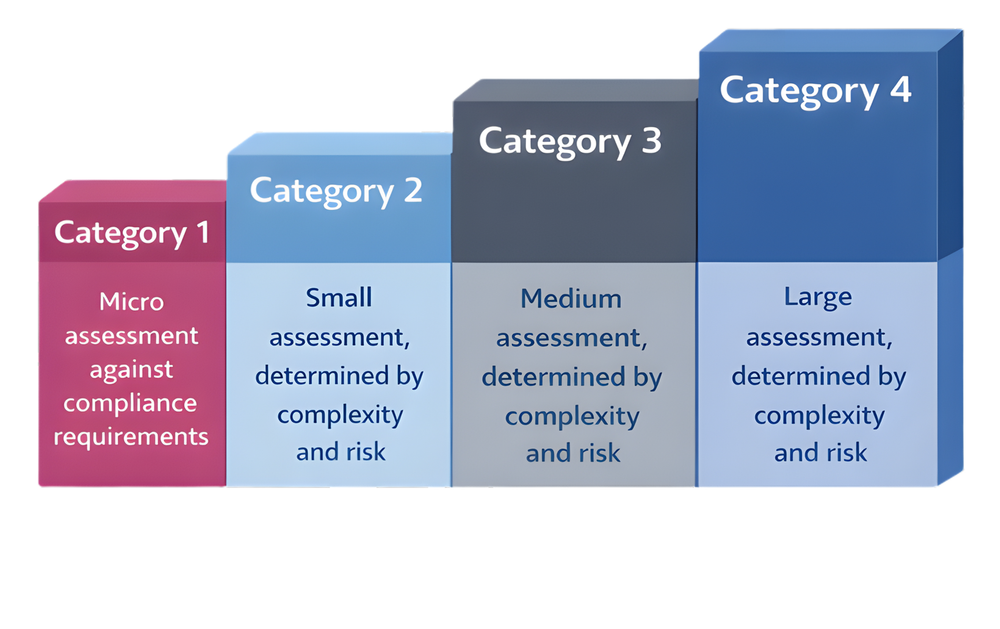 Category 1
Micro
assessment
against
compliance
requirements
Category 2
Small
assessment,
determined by
complexity
and risk
Category 3
Medium
assessment,
determined by
complexity
and risk
Category 4
Large
assessment,
determined by
complexity
and risk